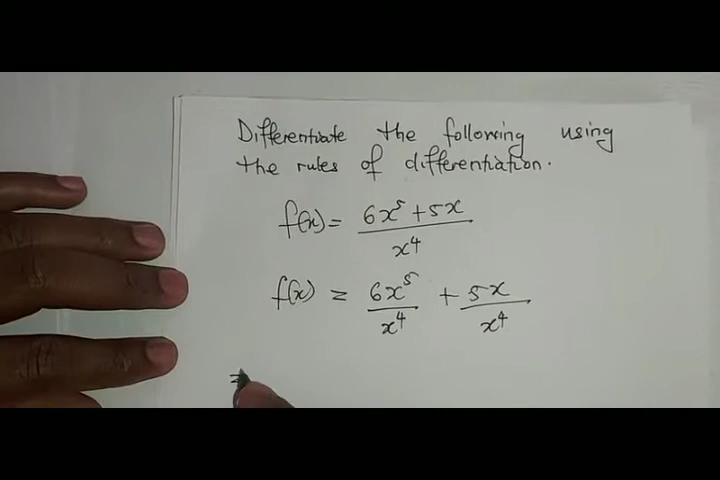 Differentiate the following using
the rules of differentiation.
f(x) = (6x⁵ + 5x)/x⁴
f(x) = 6x⁵/x⁴ + 5x/x⁴
=